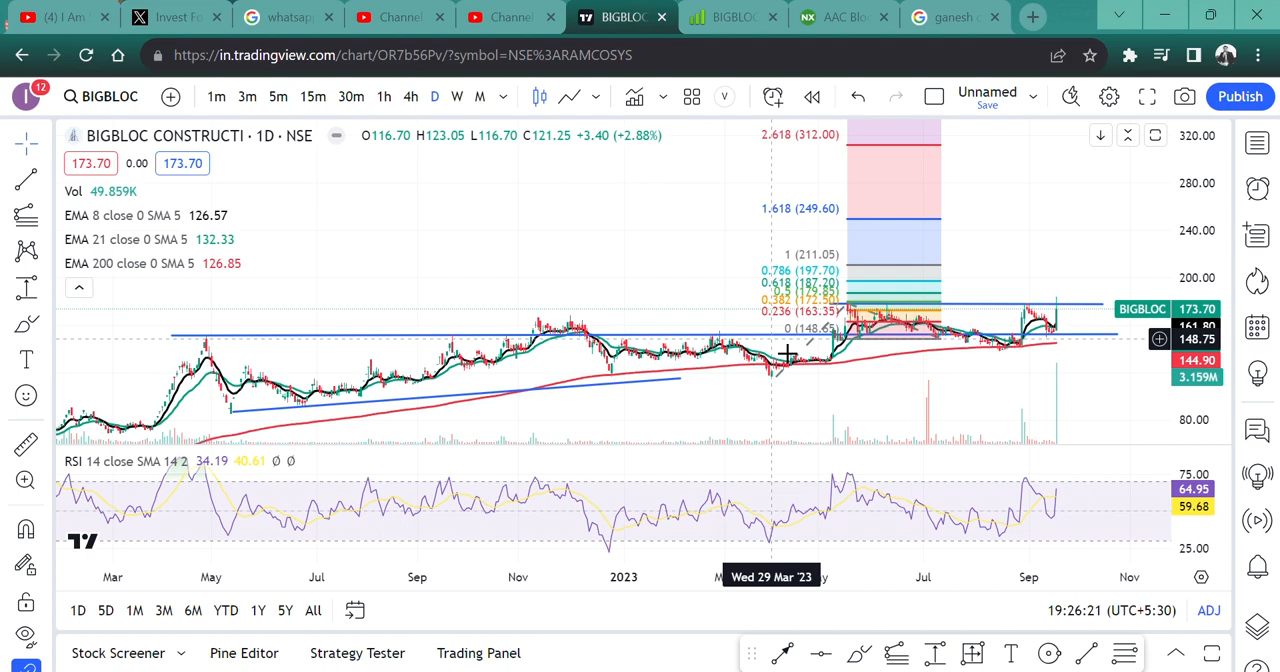 (4) I Am
Invest Fo
whatsap
Channel
Channel
BIGBLOC
BIGBLOC
AAC Blo
ganesh c
https://in.tradingview.com/chart/OR7b56Pv/?symbol=NSE%3ARAMCOSYS
I 12 BIGBLOC 1m 3m 5m 15m 30m 1h 4h D W M V Unnamed Save Publish
BIGBLOC CONSTRUCTI · 1D · NSE O116.70 H123.05 L116.70 C121.25 +3.40 (+2.88%)
173.70 0.00 173.70
Vol 49.859K
EMA 8 close 0 SMA 5 126.57
EMA 21 close 0 SMA 5 132.33
EMA 200 close 0 SMA 5 126.85
2.618 (312.00)
1.618 (249.60)
1 (211.05)
0.786 (197.70)
0.618 (187.20)
0.5 (179.85)
0.382 (172.50)
0.236 (163.35)
0 (148.65)
320.00
280.00
240.00
200.00
BIGBLOC 173.70
161.80
148.75
144.90
3.159M
80.00
RSI 14 close SMA 14 2 34.19 40.61 Ø Ø
75.00
64.95
59.68
25.00
Mar May Jul Sep Nov 2023 Wed 29 Mar '23 Jul Sep Nov
1D 5D 1M 3M 6M YTD 1Y 5Y All 19:26:21 (UTC+5:30) ADJ
Stock Screener Pine Editor Strategy Tester Trading Panel